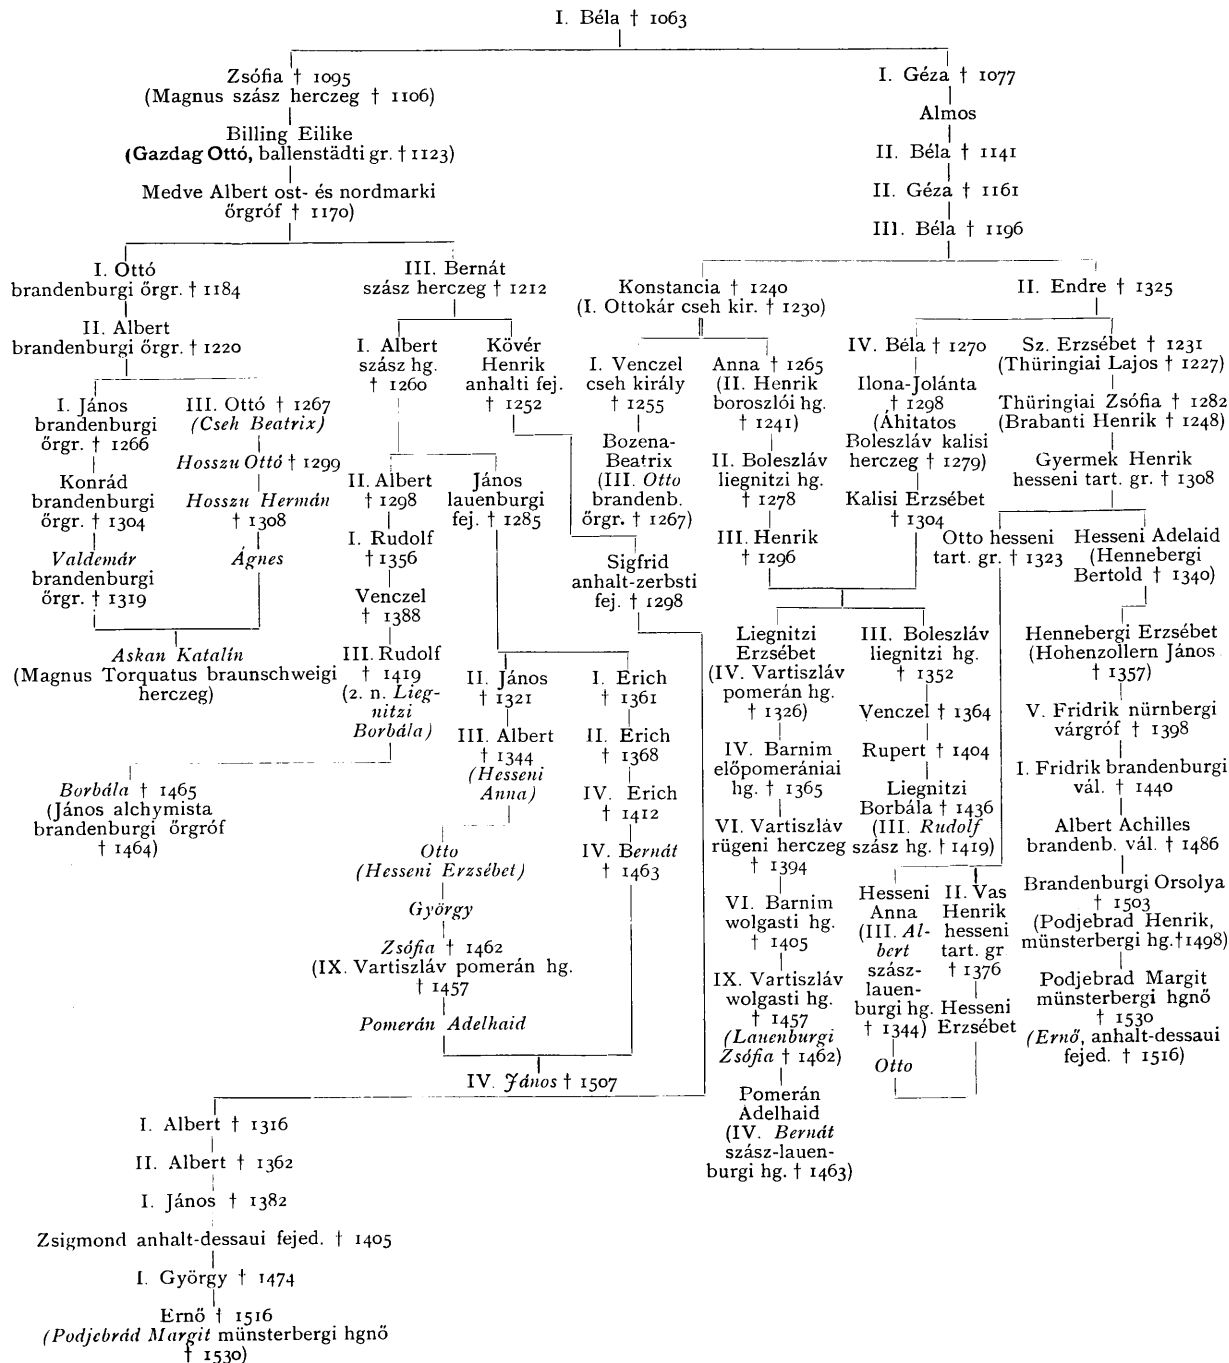 I. Béla † 1063
Zsófia † 1095
(Magnus szász herczeg † 1106)
Billing Eilike
(Gazdag Ottó, ballenstädti gr. † 1123)
Medve Albert ost- és nordmarki
őrgróf † 1170)
I. Géza † 1077
Almos
II. Béla † 1141
II. Géza † 1161
III. Béla † 1196
I. Ottó
brandenburgi őrgr. † 1184
II. Albert
brandenburgi őrgr. † 1220
I. János
brandenburgi
őrgr. † 1266
Konrád
brandenburgi
őrgr. † 1304
Valdemár
brandenburgi
őrgr. † 1319
III. Ottó † 1267
(Cseh Beatrix)
Hosszu Ottó † 1299
Hosszu Hermán
† 1308
Ágnes
Askan Katalín
(Magnus Torquatus braunschweigi
herczeg)
III. Bernát
szász herczeg † 1212
I. Albert
szász hg.
† 1260
Kövér
Henrik
anhalti fej.
† 1252
II. Albert
† 1298
I. Rudolf
† 1356
Venczel
† 1388
III. Rudolf
† 1419
(2. n. Lieg-
nitzi
Borbála)
Borbála † 1465
(János alchymista
brandenburgi őrgróf
† 1464)
János
lauenburgi
fej. † 1285
II. János
† 1321
III. Albert
† 1344
(Hesseni
Anna)
Otto
(Hesseni Erzsébet)
György
Zsófia † 1462
(IX. Vartiszláv pomerán hg.
† 1457
Pomerán Adelhaid
I. Erich
† 1361
II. Erich
† 1368
IV. Erich
† 1412
IV. Bernát
† 1463
IV. János † 1507
Sigfrid
anhalt-zerbsti
fej. † 1298
I. Albert † 1316
II. Albert † 1362
I. János † 1382
Zsigmond anhalt-dessaui fejed. † 1405
I. György † 1474
Ernő † 1516
(Podjebrád Margit münsterbergi hgnő
† 1530)
Konstancia † 1240
(I. Ottokár cseh kir. † 1230)
I. Venczel
cseh király
† 1255
Bozena-
Beatrix
(III. Otto
brandenb.
őrgr. † 1267)
Anna † 1265
(II. Henrik
boroszlói hg.
† 1241)
II. Boleszláv
liegnitzi hg.
† 1278
III. Henrik
† 1296
II. Endre † 1325
IV. Béla † 1270
Ilona-Jolánta
† 1298
(Áhitatos
Boleszláv kalisi
herczeg † 1279)
Kalisi Erzsébet
† 1304
Sz. Erzsébet † 1231
(Thüringiai Lajos † 1227)
Thüringiai Zsófia † 1282
(Brabanti Henrik † 1248)
Gyermek Henrik
hesseni tart. gr. † 1308
Otto hesseni
tart. gr. † 1323
Hesseni Adelaid
(Hennebergi
Bertold † 1340)
Liegnitzi
Erzsébet
(IV. Vartiszláv
pomerán hg.
† 1326)
IV. Barnim
előpomerániai
hg. † 1365
VI. Vartiszláv
rügeni herczeg
† 1394
VI. Barnim
wolgasti hg.
† 1405
IX. Vartiszláv
wolgasti hg.
† 1457
(Lauenburgi
Zsófia † 1462)
Pomerán
Adelhaid
(IV. Bernát
szász-lauen-
burgi hg. † 1463)
III. Boleszláv
liegnitzi hg.
† 1352
Venczel † 1364
Rupert † 1404
Liegnitzi
Borbála † 1436
(III. Rudolf
szász hg. † 1419)
Hesseni
Anna
(III. Al-
bert
szász-
lauen-
burgi hg.
† 1344)
Otto
II. Vas
Henrik
hesseni
tart. gr
† 1376
Hesseni
Erzsébet
Hennebergi Erzsébet
(Hohenzollern János
† 1357)
V. Fridrik nürnbergi
várgróf † 1398
I. Fridrik brandenburgi
vál. † 1440
Albert Achilles
brandenb. vál. † 1486
Brandenburgi Orsolya
† 1503
(Podjebrad Henrik,
münsterbergi hg. † 1498)
Podjebrad Margit
münsterbergi hgnő
† 1530
(Ernő, anhalt-dessaui
fejed. † 1516)